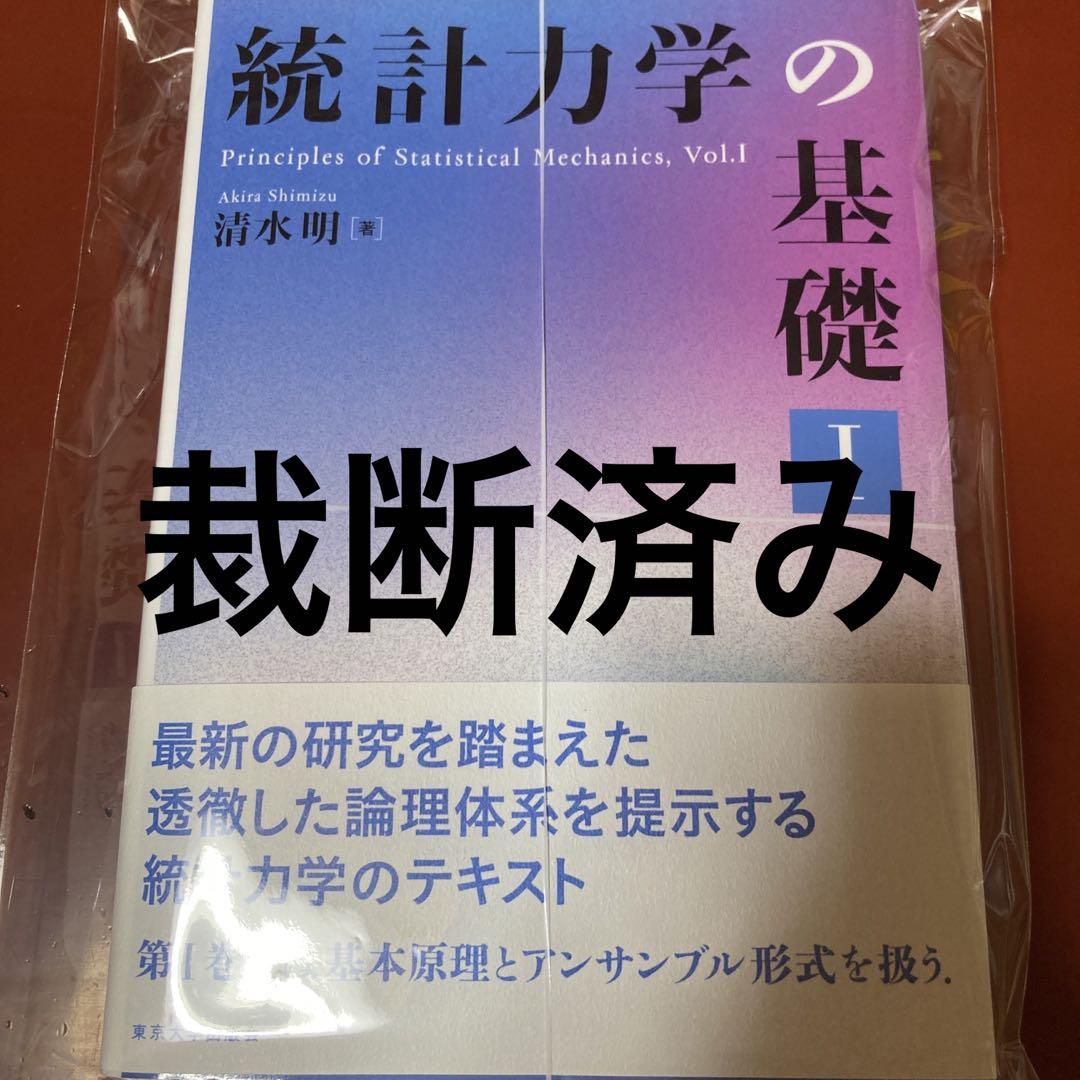 統計力学の基礎 I
Principles of Statistical Mechanics, Vol.I
Akira Shimizu
清水明［著］
裁断済み
最新の研究を踏まえた
透徹した論理体系を提示する
統計力学のテキスト
第I巻 基本原理とアンサンブル形式を扱う.
東京大学出版会